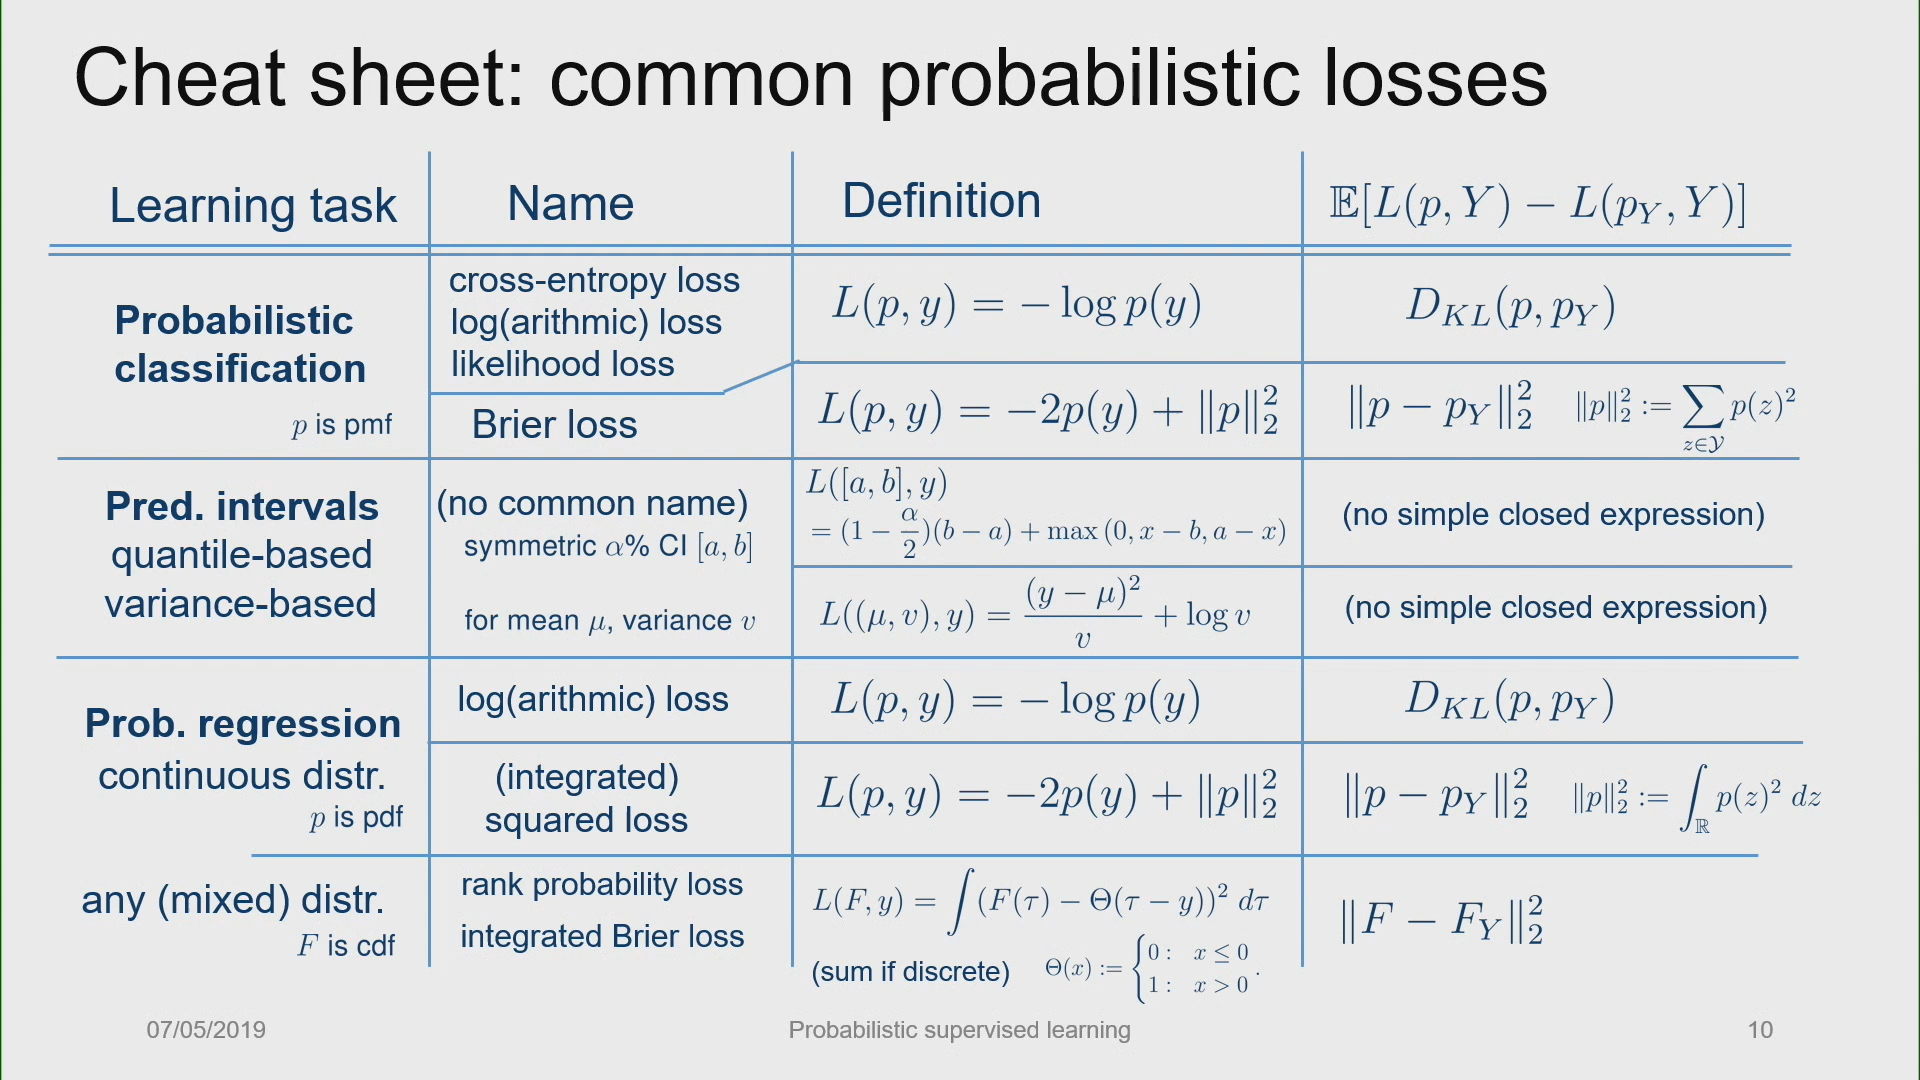 Cheat sheet: common probabilistic losses
Learning task Name Definition 𝔼[L(p, Y) − L(p_Y, Y)]
Probabilistic
classification
p is pmf
cross-entropy loss
log(arithmic) loss
likelihood loss
L(p, y) = − log p(y)
D_{KL}(p, p_Y)
Brier loss
L(p, y) = −2p(y) + ‖p‖₂²
‖p − p_Y‖₂² ‖p‖₂² := ∑_{z∈𝒴} p(z)²
Pred. intervals
quantile-based
variance-based
(no common name)
symmetric α% CI [a, b]
L([a, b], y)
= (1 − α/2)(b − a) + max (0, x − b, a − x)
(no simple closed expression)
for mean μ, variance v
L((μ, v), y) = (y − μ)²/v + log v
(no simple closed expression)
Prob. regression
continuous distr.
p is pdf
log(arithmic) loss
L(p, y) = − log p(y)
D_{KL}(p, p_Y)
(integrated)
squared loss
L(p, y) = −2p(y) + ‖p‖₂²
‖p − p_Y‖₂² ‖p‖₂² := ∫_ℝ p(z)² dz
any (mixed) distr.
F is cdf
rank probability loss
integrated Brier loss
L(F, y) = ∫(F(τ) − Θ(τ − y))² dτ
(sum if discrete) Θ(x) := { 0 : x ≤ 0
1 : x > 0 .
‖F − F_Y‖₂²
07/05/2019 Probabilistic supervised learning 10